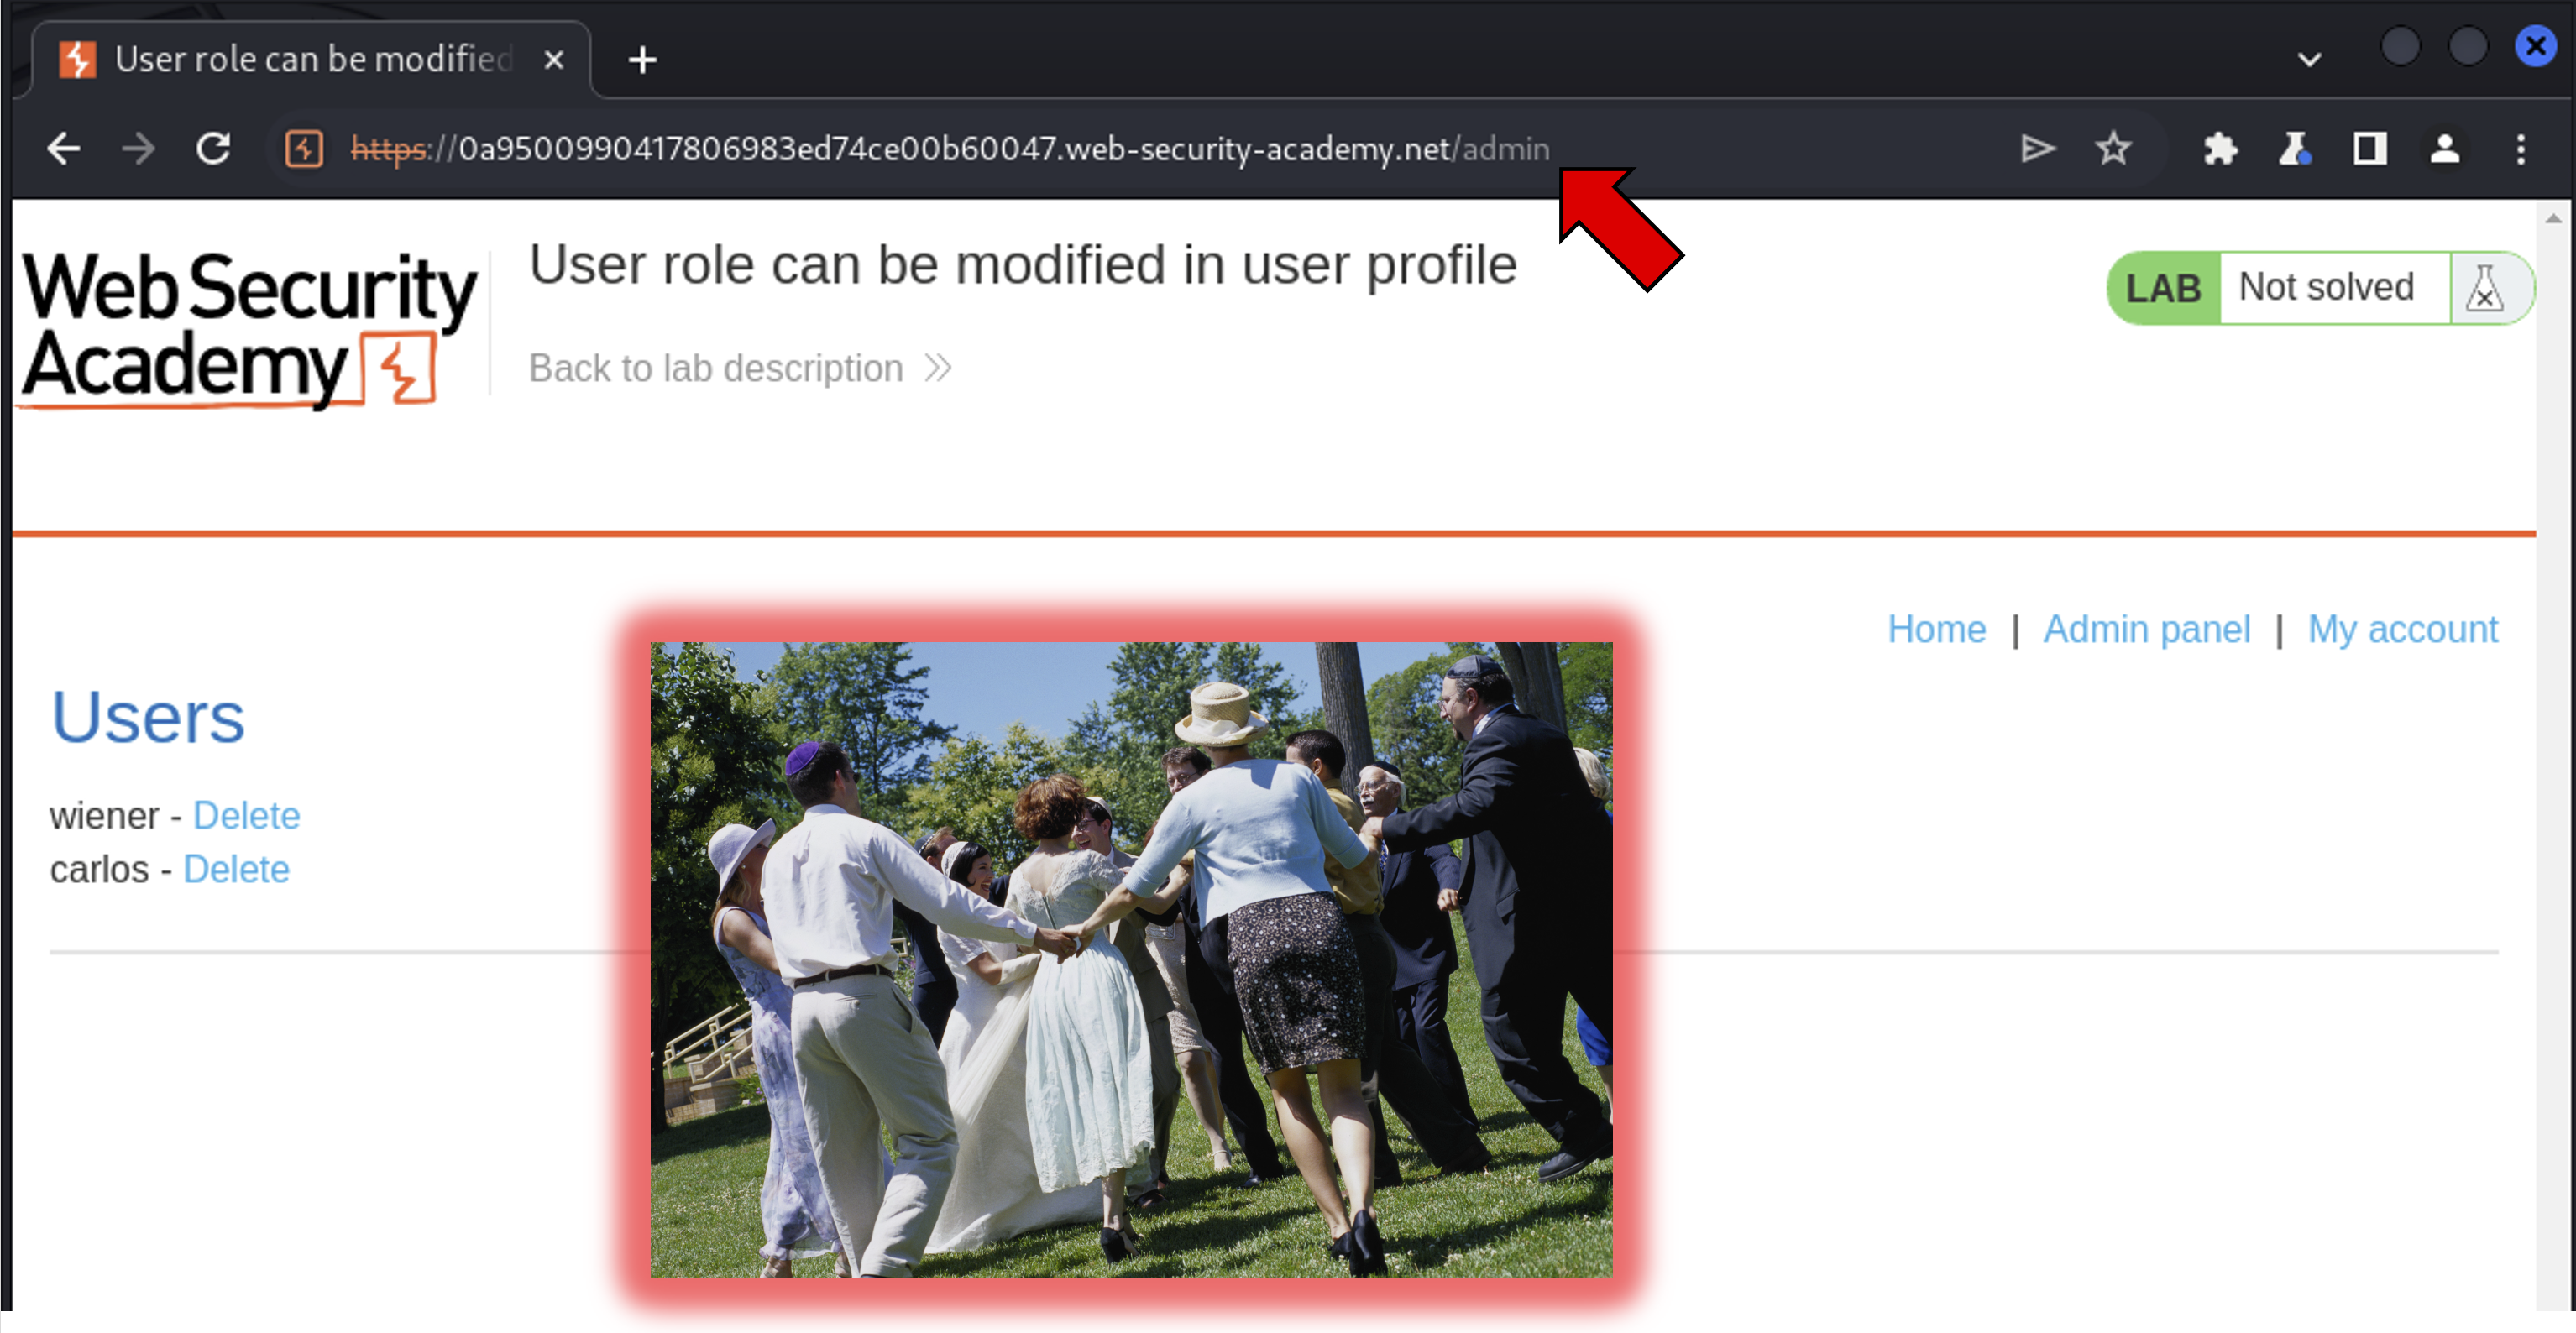 User role can be modified
https://0a9500990417806983ed74ce00b60047.web-security-academy.net/admin
Web Security
Academy
User role can be modified in user profile
Back to lab description
LAB Not solved
Home | Admin panel | My account
Users
wiener - Delete
carlos - Delete